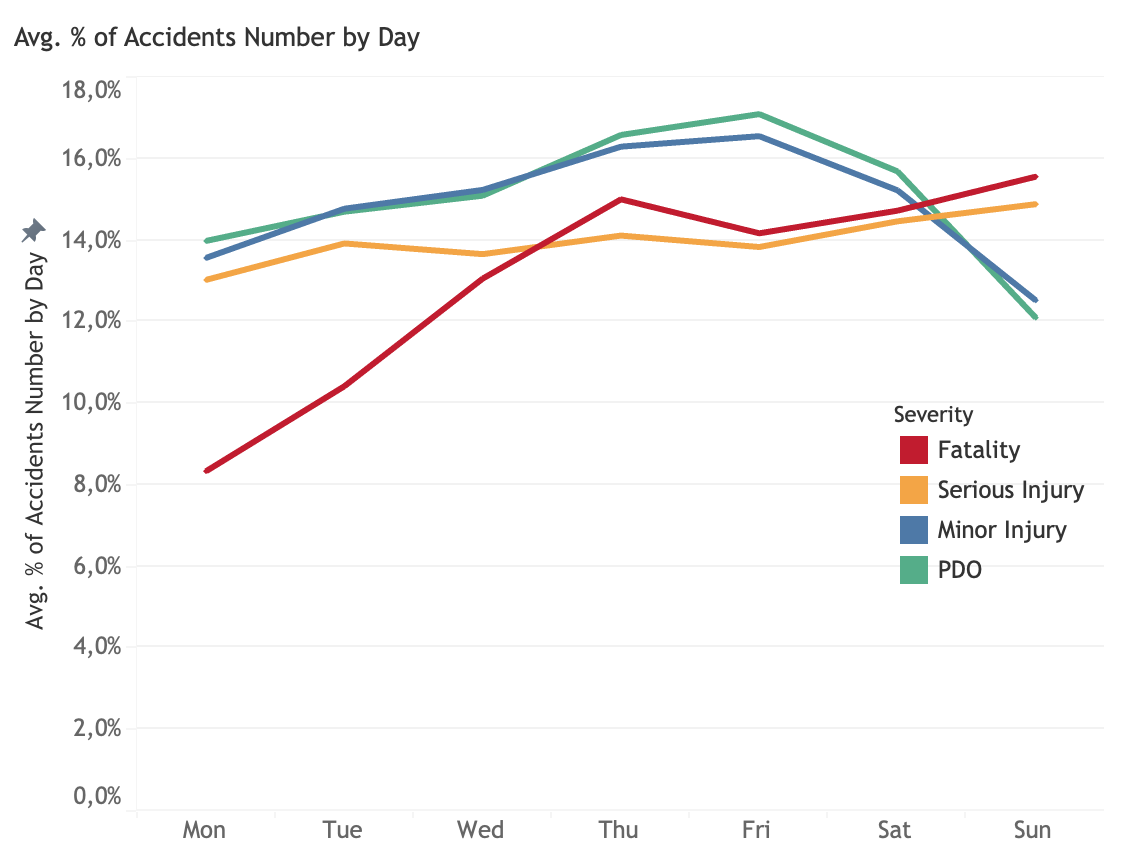 Avg. % of Accidents Number by Day
Avg. % of Accidents Number by Day
18,0%
16,0%
14,0%
12,0%
10,0%
8,0%
6,0%
4,0%
2,0%
0,0%
Severity
Fatality
Serious Injury
Minor Injury
PDO
Mon Tue Wed Thu Fri Sat Sun